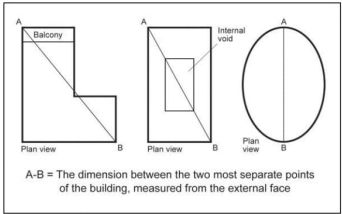 A
Balcony
Plan view
B
A
Internal
void
Plan view
B
A
Plan
view
B
A-B = The dimension between the two most separate points
of the building, measured from the external face